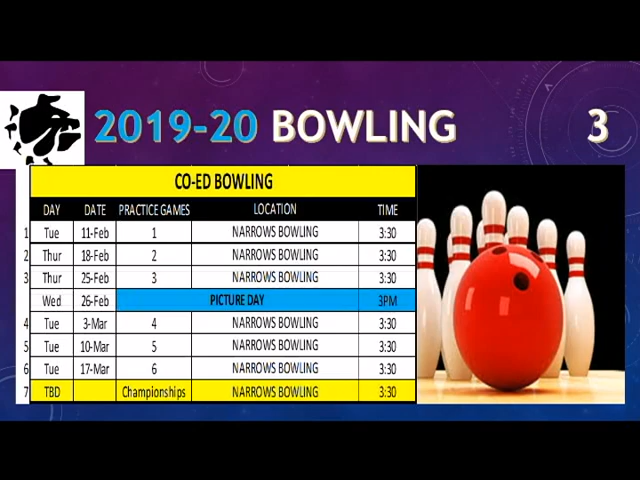 2019-20 BOWLING 3
CO-ED BOWLING
DAY DATE PRACTICE GAMES LOCATION TIME
1 Tue 11-Feb 1 NARROWS BOWLING 3:30
2 Thur 18-Feb 2 NARROWS BOWLING 3:30
3 Thur 25-Feb 3 NARROWS BOWLING 3:30
Wed 26-Feb PICTURE DAY 3PM
4 Tue 3-Mar 4 NARROWS BOWLING 3:30
5 Tue 10-Mar 5 NARROWS BOWLING 3:30
6 Tue 17-Mar 6 NARROWS BOWLING 3:30
7 TBD Championships NARROWS BOWLING 3:30